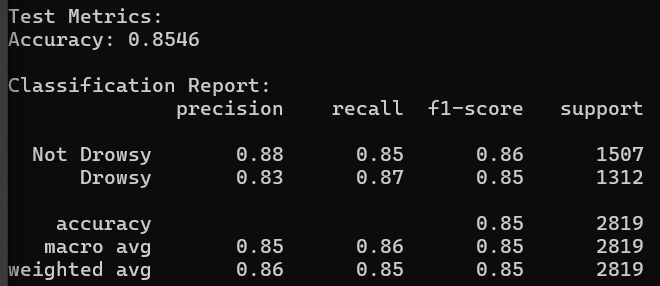 Test Metrics:
Accuracy: 0.8546
Classification Report:
precision recall f1-score support
Not Drowsy 0.88 0.85 0.86 1507
Drowsy 0.83 0.87 0.85 1312
accuracy 0.85 2819
macro avg 0.85 0.86 0.85 2819
weighted avg 0.86 0.85 0.85 2819